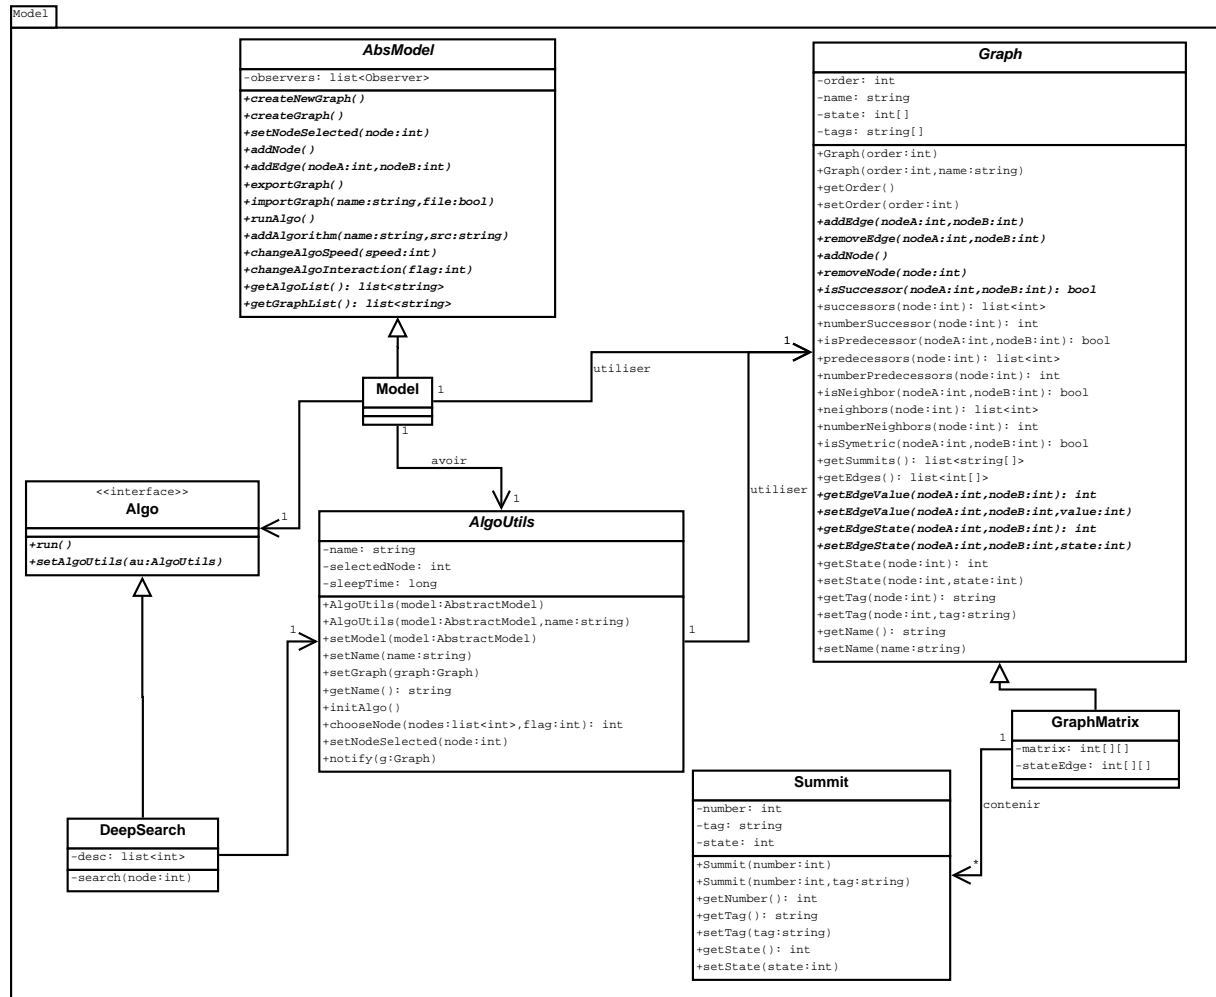 Model
AbsModel
-observers: list<Observer>
+createNewGraph()
+createGraph()
+setNodeSelected(node:int)
+addNode()
+addEdge(nodeA:int,nodeB:int)
+exportGraph()
+importGraph(name:string,file:bool)
+runAlgo()
+addAlgorithm(name:string,src:string)
+changeAlgoSpeed(speed:int)
+changeAlgoInteraction(flag:int)
+getAlgoList(): list<string>
+getGraphList(): list<string>
Graph
-order: int
-name: string
-state: int[]
-tags: string[]
+Graph(order:int)
+Graph(order:int,name:string)
+getOrder()
+setOrder(order:int)
+addEdge(nodeA:int,nodeB:int)
+removeEdge(nodeA:int,nodeB:int)
+addNode()
+removeNode(node:int)
+isSuccessor(nodeA:int,nodeB:int): bool
+successors(node:int): list<int>
+numberSuccessor(node:int): int
+isPredecessor(nodeA:int,nodeB:int): bool
+predecessors(node:int): list<int>
+numberPredecessors(node:int): int
+isNeighbor(nodeA:int,nodeB:int): bool
+neighbors(node:int): list<int>
+numberNeighbors(node:int): int
+isSymetric(nodeA:int,nodeB:int): bool
+getSummits(): list<string[]>
+getEdges(): list<int[]>
+getEdgeValue(nodeA:int,nodeB:int): int
+setEdgeValue(nodeA:int,nodeB:int,value:int)
+getEdgeState(nodeA:int,nodeB:int): int
+setEdgeState(nodeA:int,nodeB:int,state:int)
+getState(node:int): int
+setState(node:int,state:int)
+getTag(node:int): string
+setTag(node:int,tag:string)
+getName(): string
+setName(name:string)
Model
1
utiliser
1
1
avoir
1
utiliser
1
1
<<interface>>
Algo
+run()
+setAlgoUtils(au:AlgoUtils)
AlgoUtils
-name: string
-selectedNode: int
-sleepTime: long
+AlgoUtils(model:AbstractModel)
+AlgoUtils(model:AbstractModel,name:string)
+setModel(model:AbstractModel)
+setName(name:string)
+setGraph(graph:Graph)
+getName(): string
+initAlgo()
+chooseNode(nodes:list<int>,flag:int): int
+setNodeSelected(node:int)
+notify(g:Graph)
1
DeepSearch
-desc: list<int>
-search(node:int)
GraphMatrix
-matrix: int[][]
-stateEdge: int[][]
1
contenir
*
Summit
-number: int
-tag: string
-state: int
+Summit(number:int)
+Summit(number:int,tag:string)
+getNumber(): int
+getTag(): string
+setTag(tag:string)
+getState(): int
+setState(state:int)